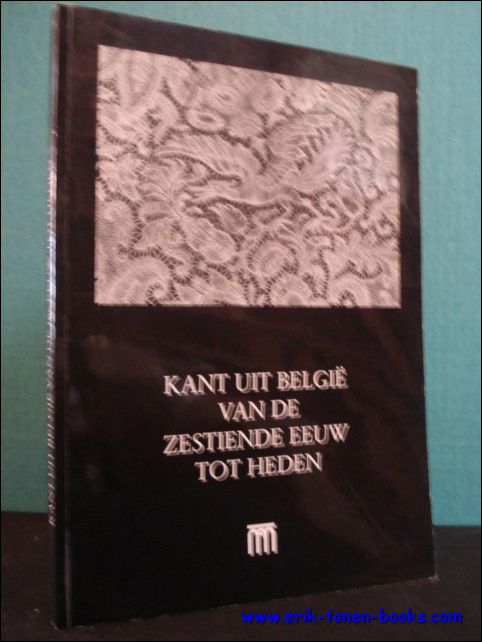 KANT UIT BELGIË
VAN DE
ZESTIENDE EEUW
TOT HEDEN
www.erik-tonen-books.com